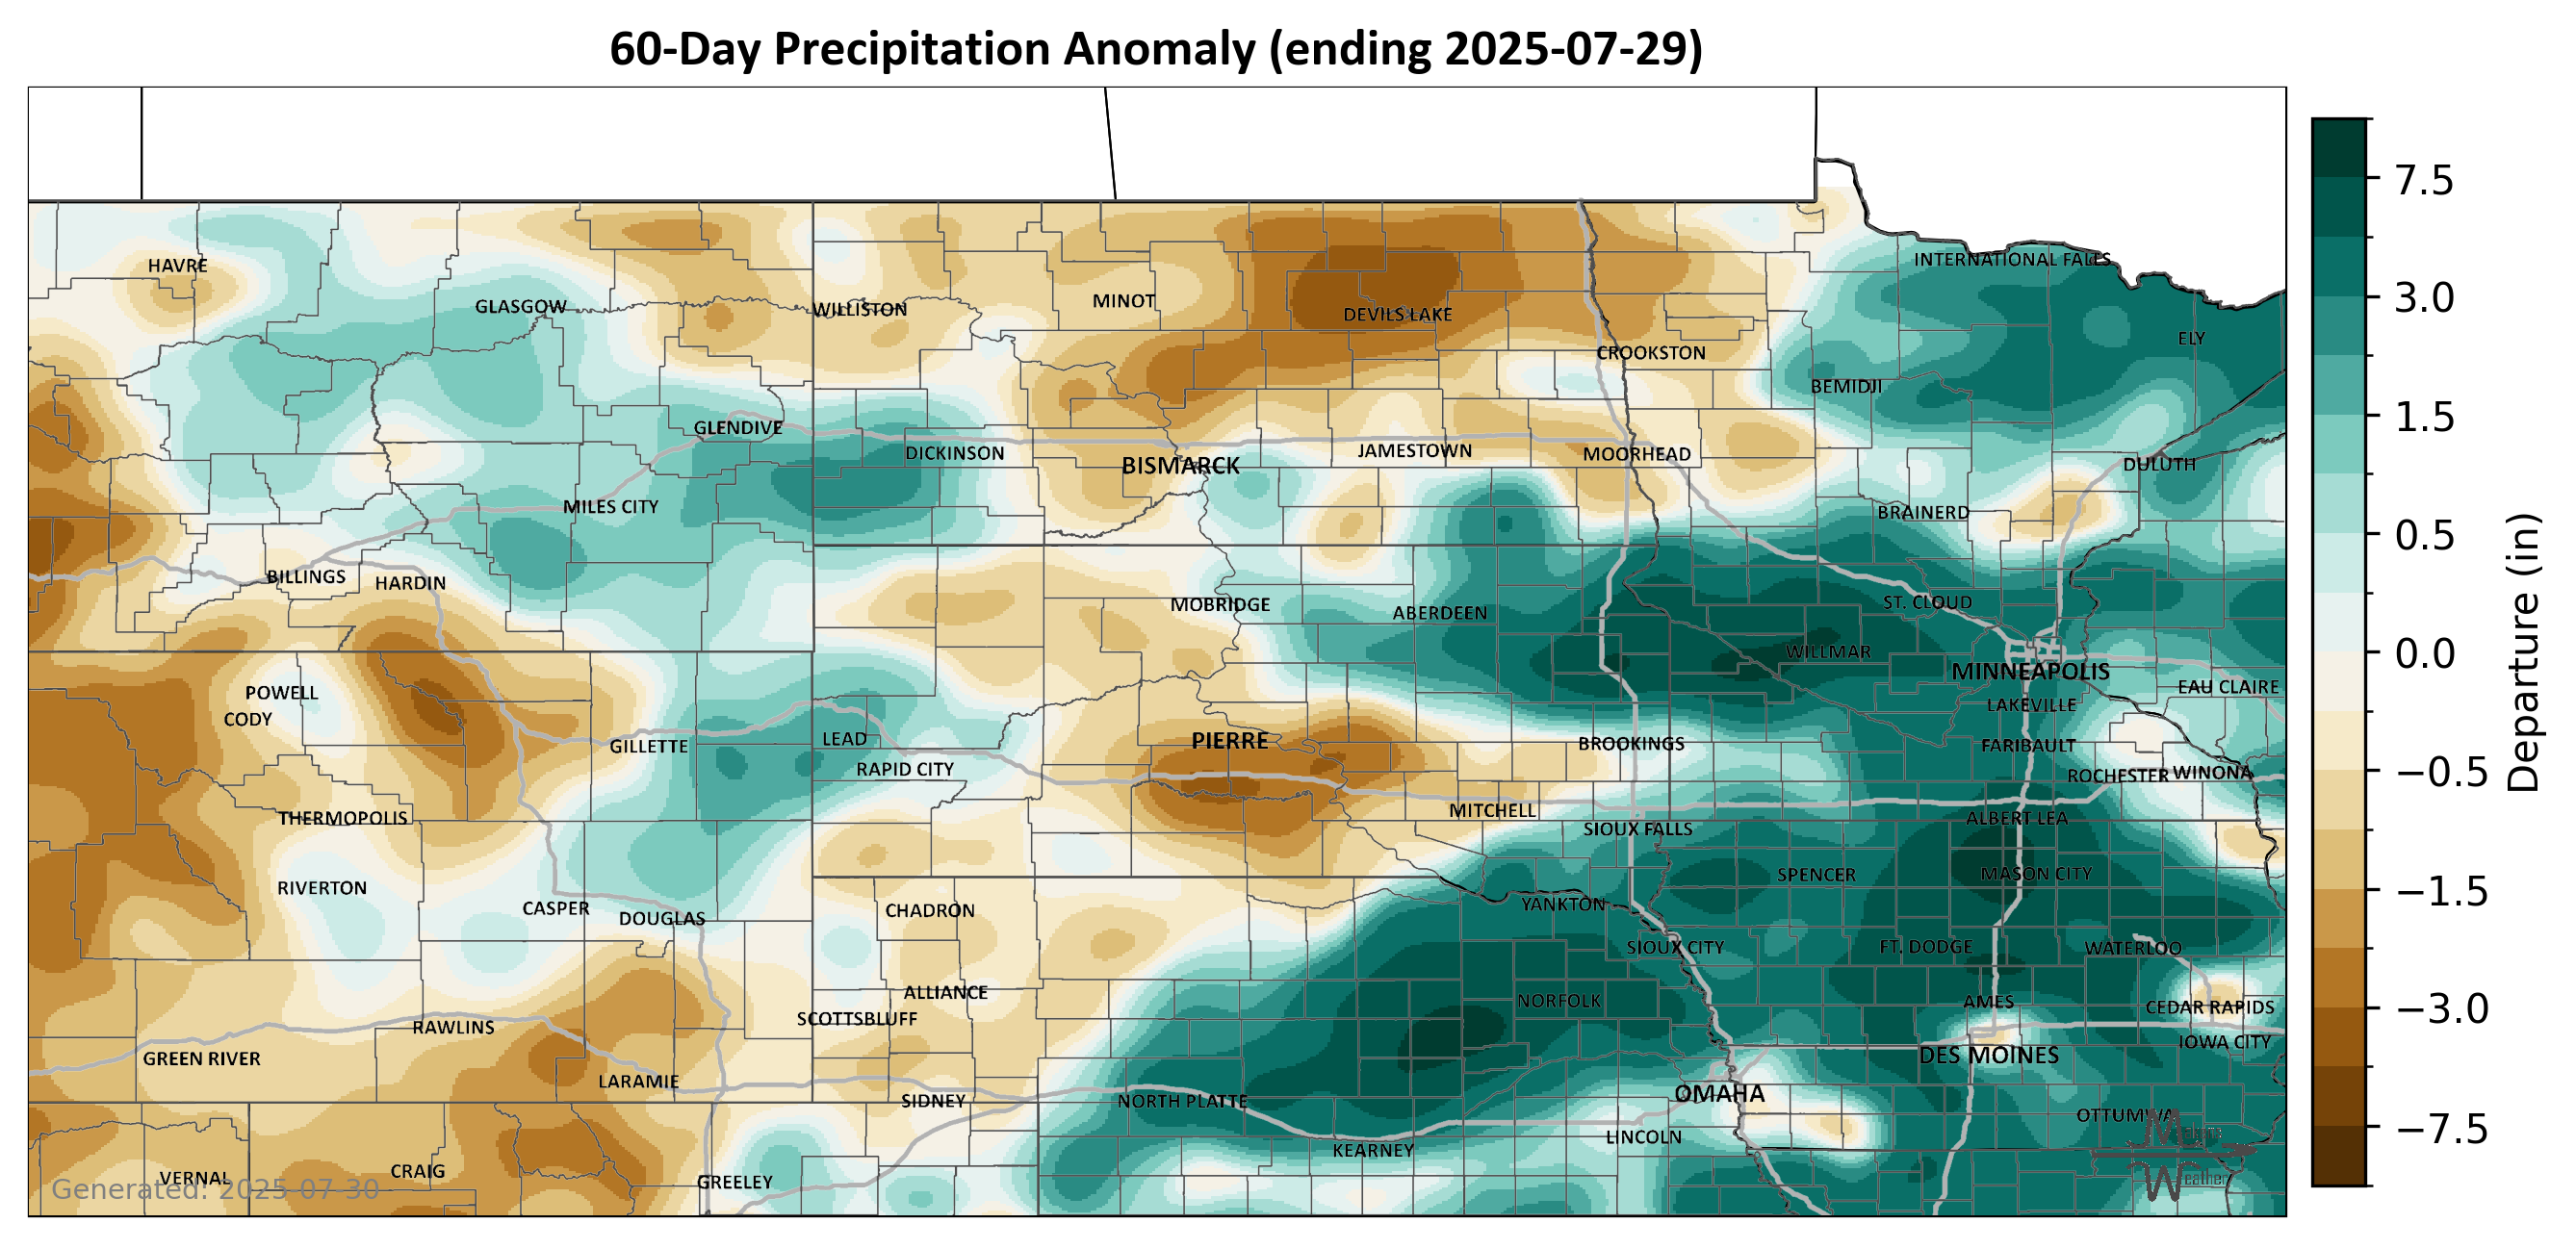 60-Day Precipitation Anomaly (ending 2025-07-29)
HAVRE
INTERNATIONAL FALLS
GLASGOW
WILLISTON
MINOT
DEVILS LAKE
ELY
CROOKSTON
BEMIDJI
GLENDIVE
DICKINSON
BISMARCK
JAMESTOWN
MOORHEAD
DULUTH
MILES CITY
BRAINERD
BILLINGS
HARDIN
MOBRIDGE
ABERDEEN
ST. CLOUD
WILLMAR
MINNEAPOLIS
EAU CLAIRE
POWELL
CODY
LAKEVILLE
GILLETTE
LEAD
PIERRE
BROOKINGS
FARIBAULT
RAPID CITY
ROCHESTER
WINONA
THERMOPOLIS
MITCHELL
SIOUX FALLS
ALBERT LEA
RIVERTON
SPENCER
MASON CITY
CASPER
DOUGLAS
CHADRON
YANKTON
SIOUX CITY
FT. DODGE
WATERLOO
ALLIANCE
NORFOLK
AMES
CEDAR RAPIDS
RAWLINS
SCOTTSBLUFF
IOWA CITY
GREEN RIVER
DES MOINES
LARAMIE
SIDNEY
NORTH PLATTE
OMAHA
OTTUMWA
LINCOLN
KEARNEY
VERNAL
CRAIG
GREELEY
Generated: 2025-07-30
7.5
3.0
1.5
0.5
0.0
−0.5
−1.5
−3.0
−7.5
Departure (in)